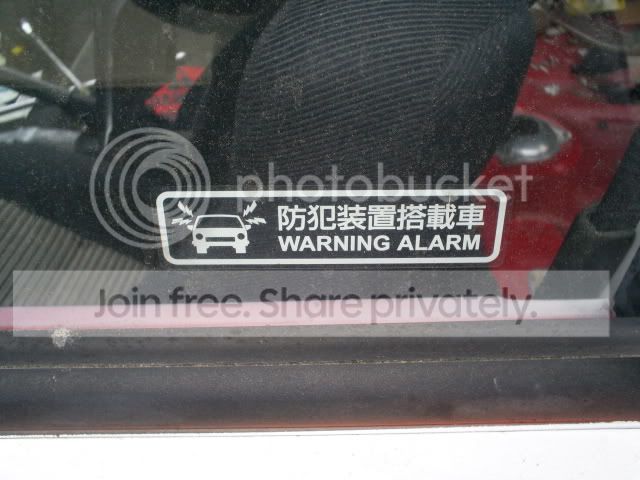 photobucket
防犯装置搭載車
WARNING ALARM
Join free. Share privately.